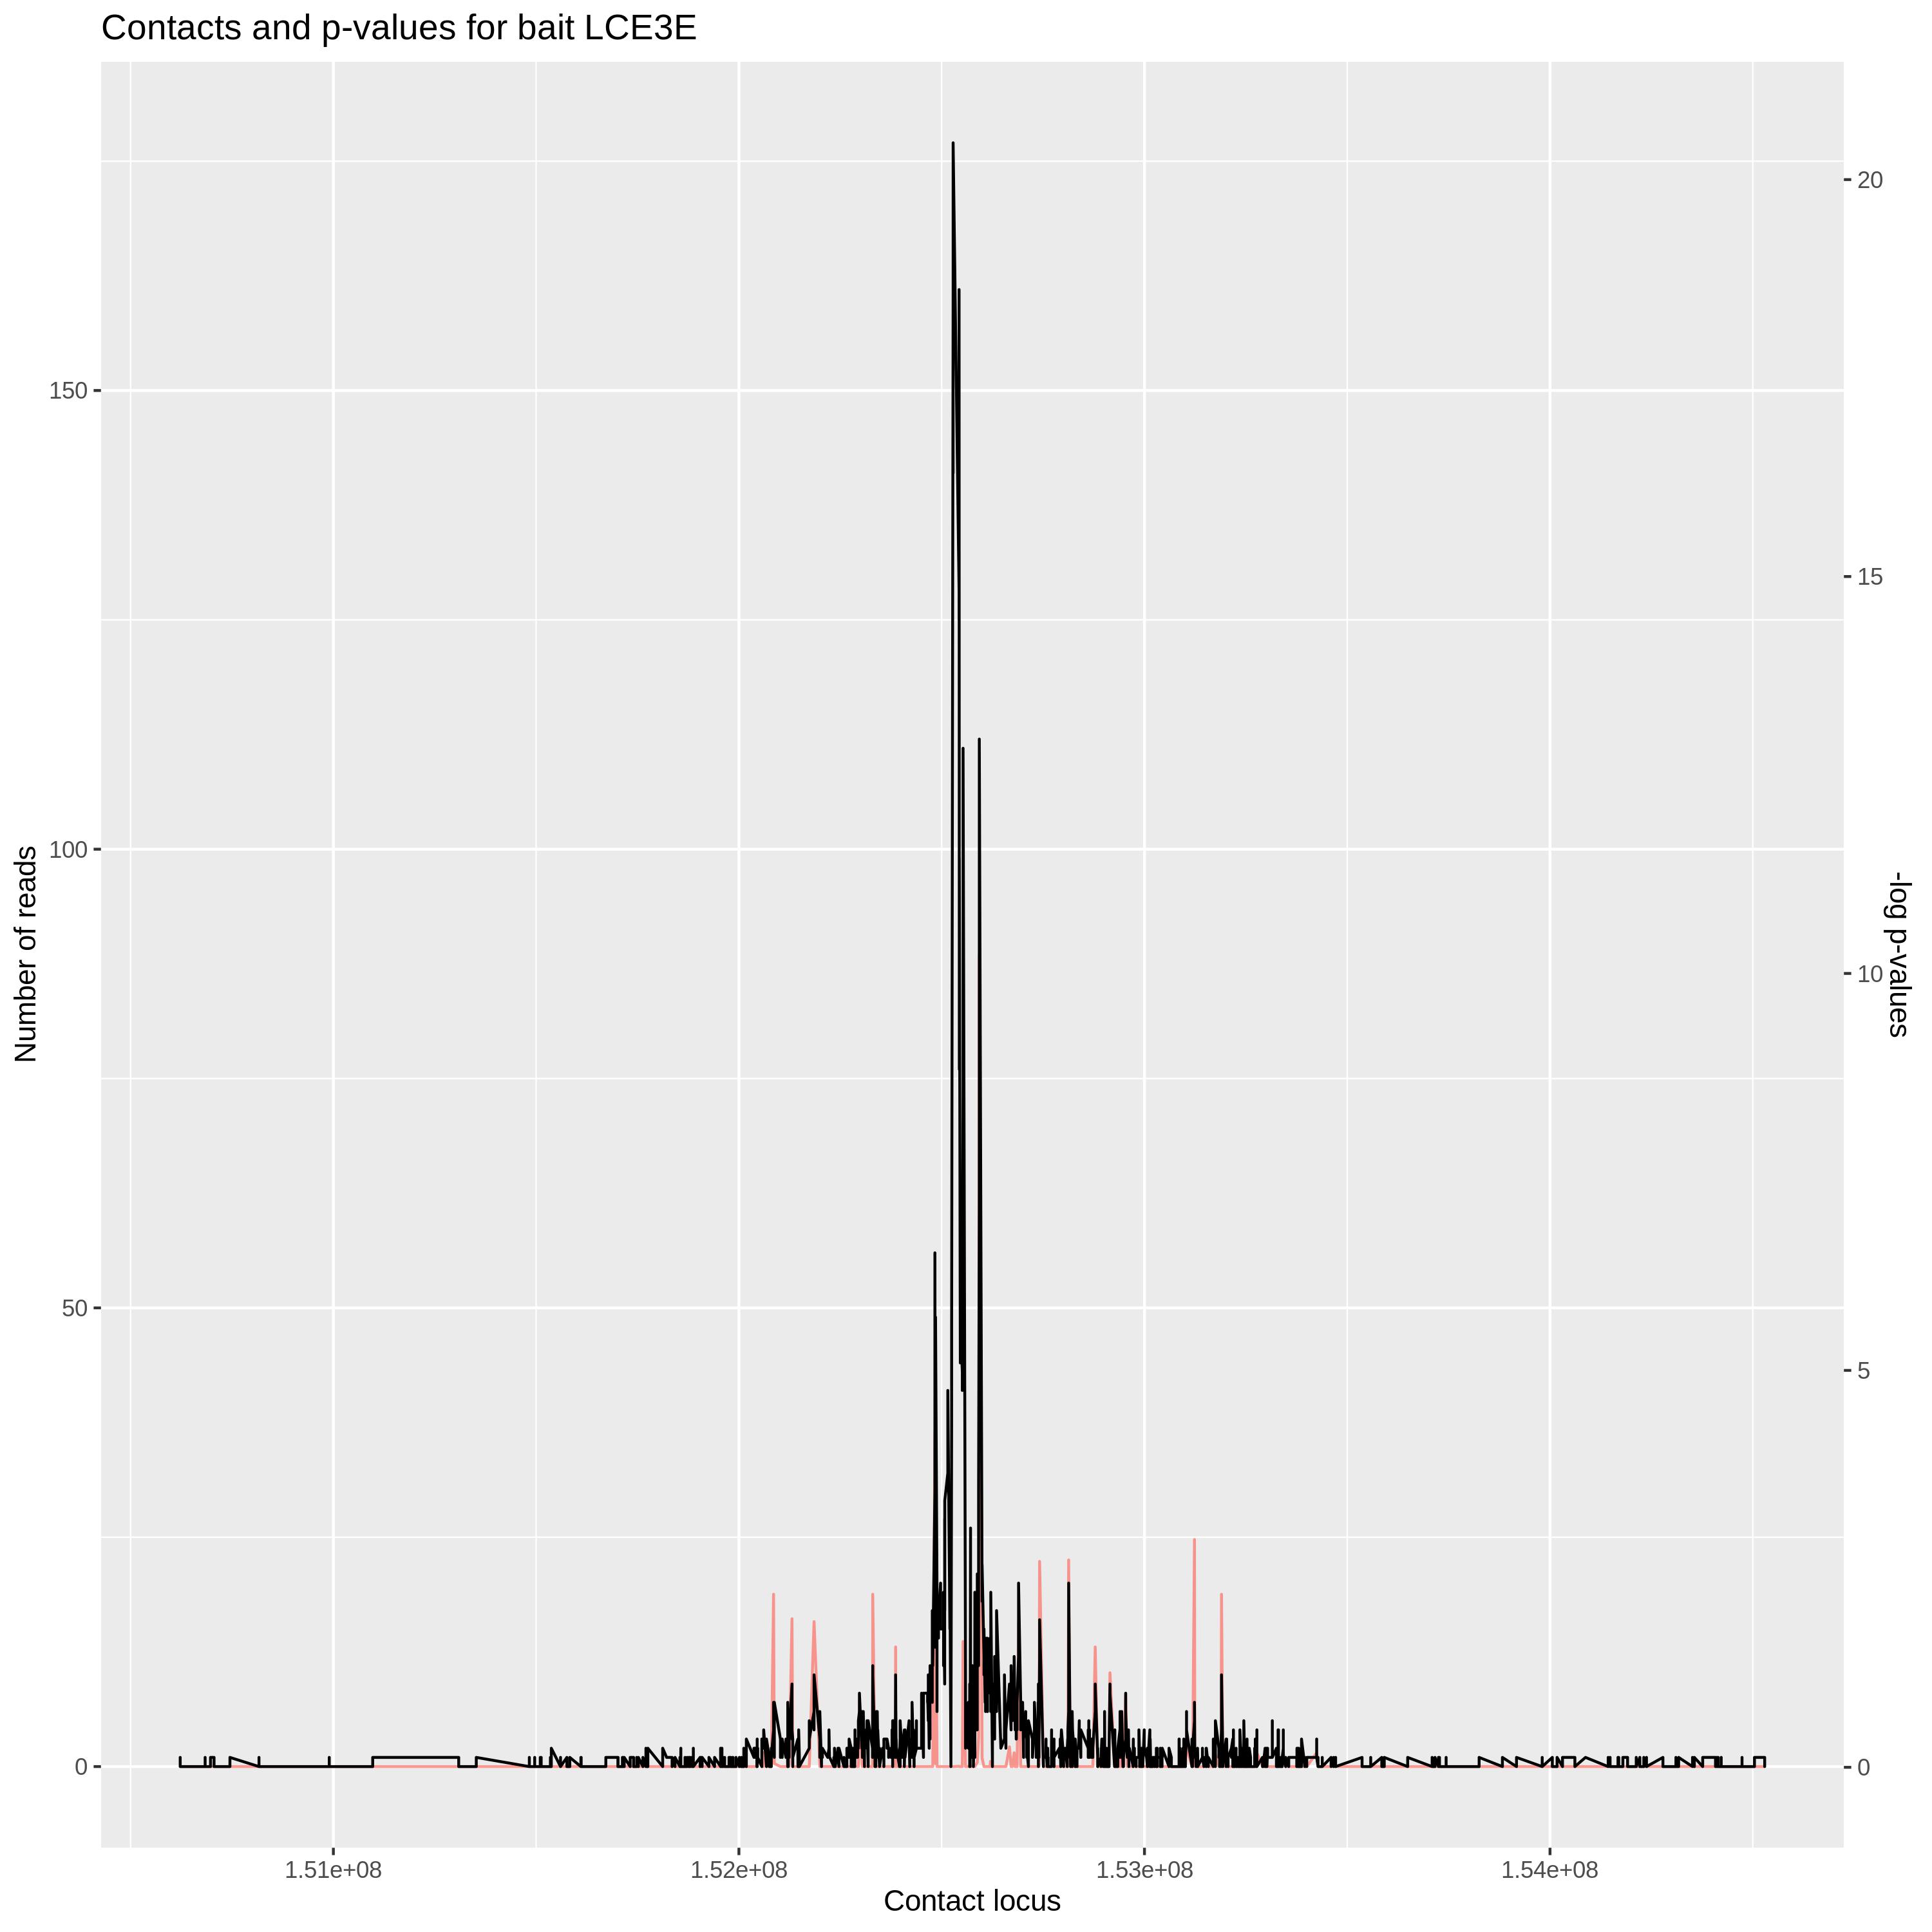 Contacts and p-values for bait LCE3E
Number of reads
150
100
50
0
20
15
10
5
0
-log p-values
1.51e+08
1.52e+08
1.53e+08
1.54e+08
Contact locus